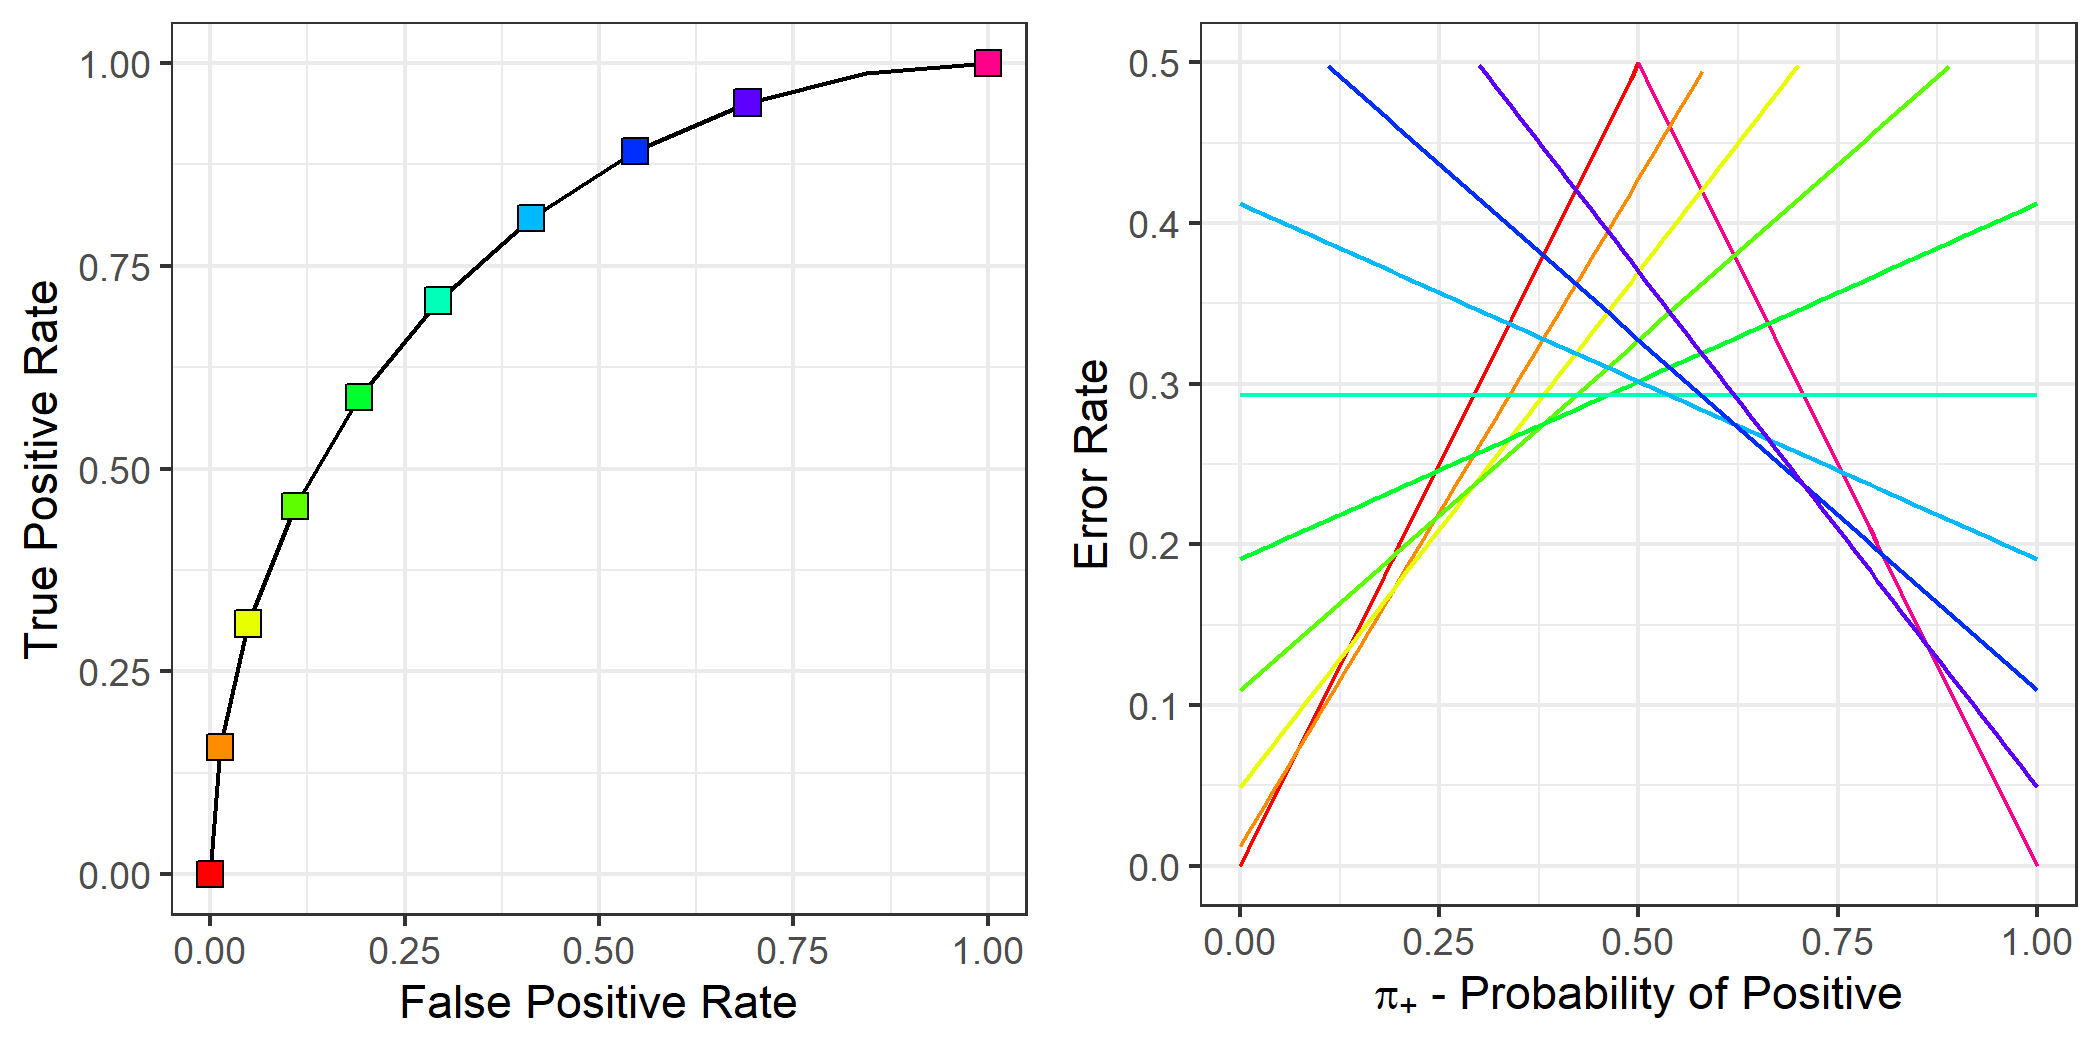 1.00
0.75
0.50
0.25
0.00
True Positive Rate
0.00 0.25 0.50 0.75 1.00
False Positive Rate
0.5
0.4
0.3
0.2
0.1
0.0
Error Rate
0.00 0.25 0.50 0.75 1.00
π₊ - Probability of Positive